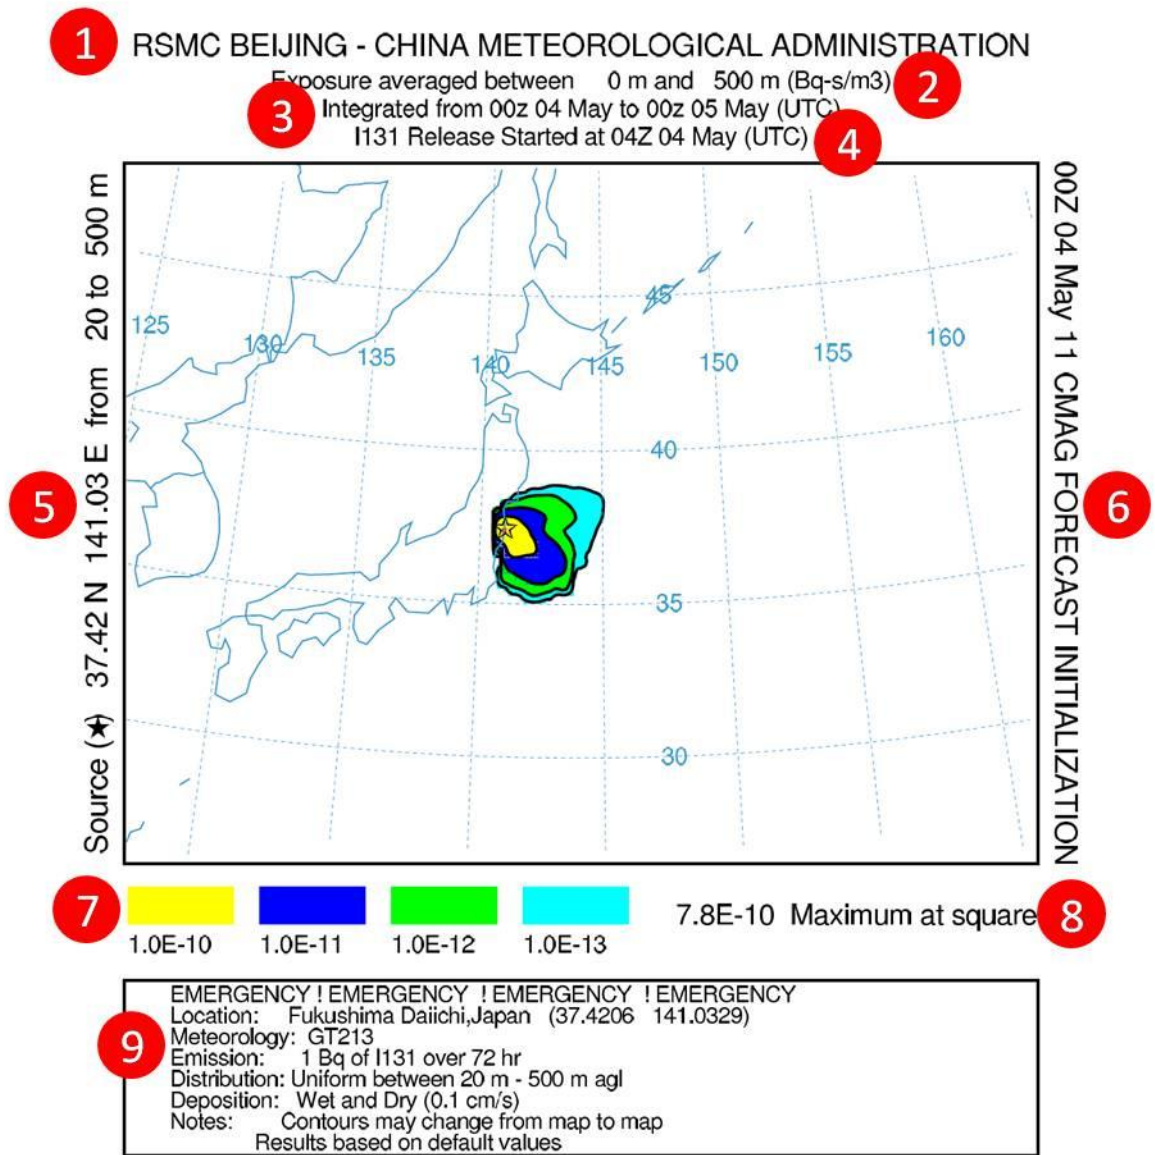 1 RSMC BEIJING - CHINA METEOROLOGICAL ADMINISTRATION
Exposure averaged between 0 m and 500 m (Bq-s/m3) 2
3 Integrated from 00z 04 May to 00z 05 May (UTC)
I131 Release Started at 04Z 04 May (UTC) 4
5 Source (★) 37.42 N 141.03 E from 20 to 500 m
00Z 04 May 11 CMAG FORECAST INITIALIZATION 6
45
125 130 135 140 145 150 155 160
40
35
30
7
1.0E-10 1.0E-11 1.0E-12 1.0E-13
7.8E-10 Maximum at square 8
EMERGENCY ! EMERGENCY ! EMERGENCY ! EMERGENCY
Location: Fukushima Daiichi,Japan (37.4206 141.0329)
9 Meteorology: GT213
Emission: 1 Bq of I131 over 72 hr
Distribution: Uniform between 20 m - 500 m agl
Deposition: Wet and Dry (0.1 cm/s)
Notes: Contours may change from map to map
Results based on default values